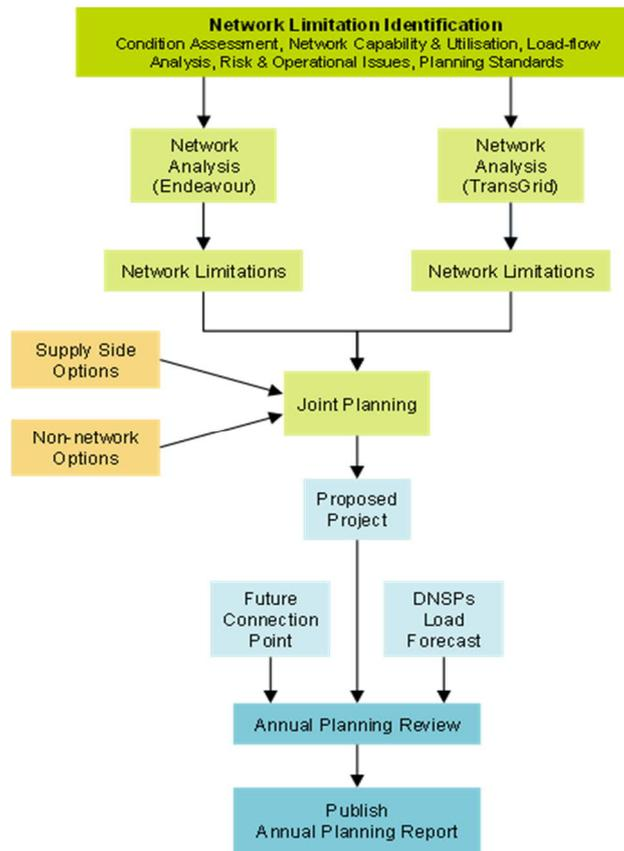 Network Limitation Identification
Condition Assessment, Network Capability & Utilisation, Load-flow
Analysis, Risk & Operational Issues, Planning Standards
Network
Analysis
(Endeavour)
Network
Analysis
(TransGrid)
Network Limitations
Network Limitations
Supply Side
Options
Joint Planning
Non-network
Options
Proposed
Project
Future
Connection
Point
DNSPs
Load
Forecast
Annual Planning Review
Publish
Annual Planning Report